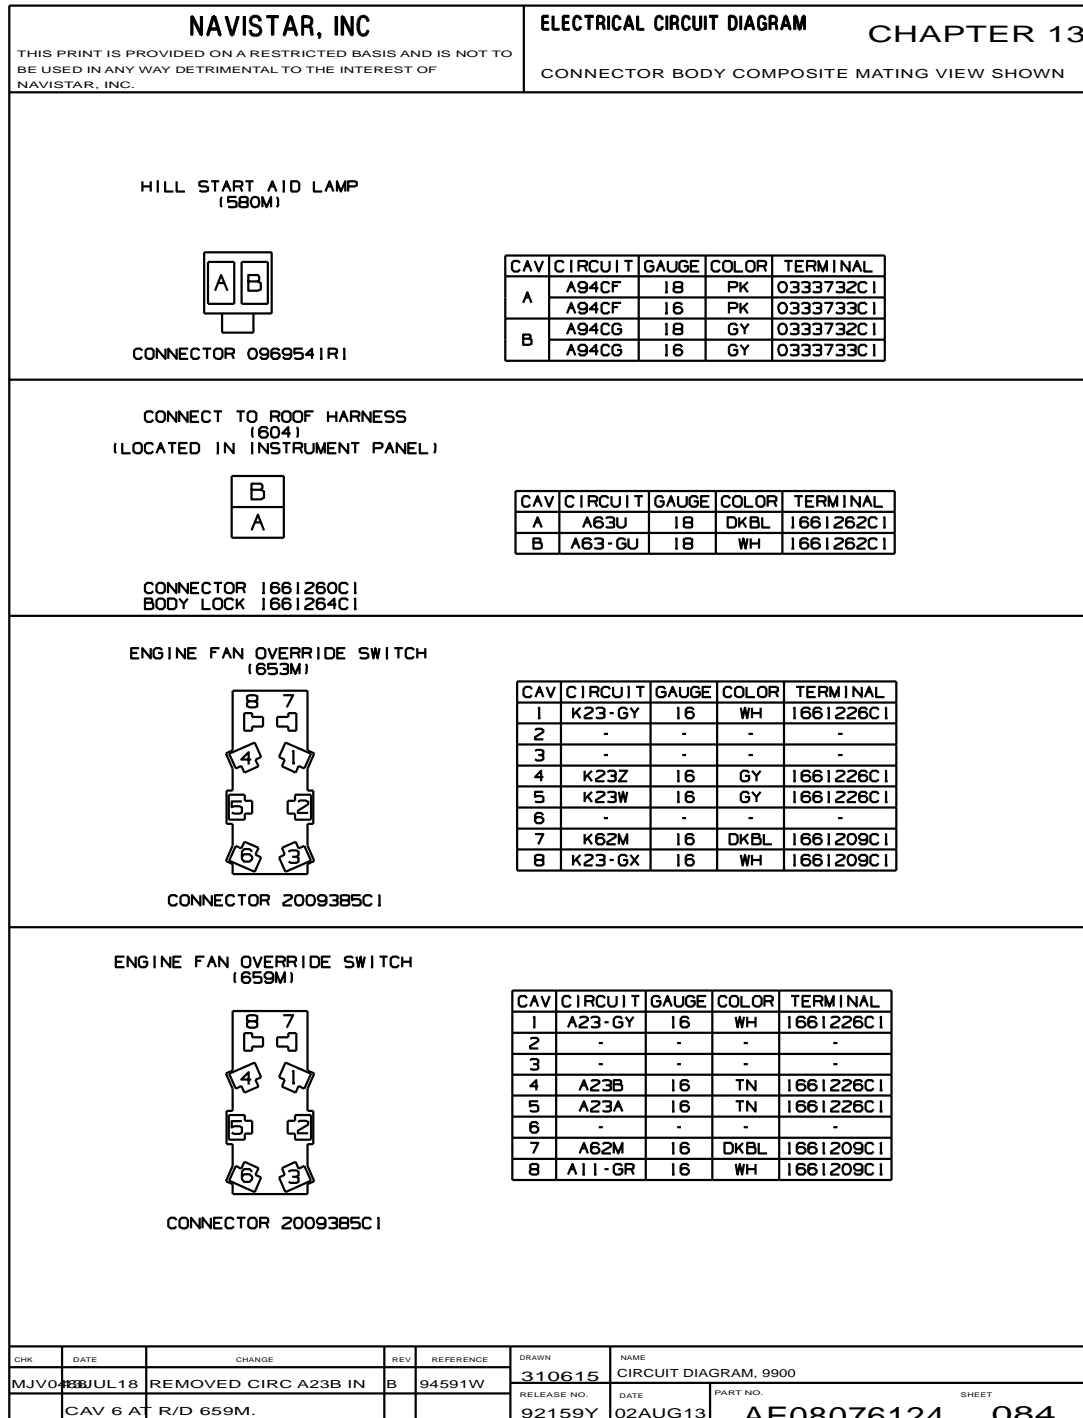 NAVISTAR, INC
THIS PRINT IS PROVIDED ON A RESTRICTED BASIS AND IS NOT TO
BE USED IN ANY WAY DETRIMENTAL TO THE INTEREST OF
NAVISTAR, INC.
ELECTRICAL CIRCUIT DIAGRAM
CHAPTER 13
CONNECTOR BODY COMPOSITE MATING VIEW SHOWN
HILL START AID LAMP
(580M)
A B
CONNECTOR 0969541R1
CAV CIRCUIT GAUGE COLOR TERMINAL
A A94CF 18 PK 0333732C1
A94CF 16 PK 0333733C1
B A94CG 18 GY 0333732C1
A94CG 16 GY 0333733C1
CONNECT TO ROOF HARNESS
(604)
(LOCATED IN INSTRUMENT PANEL)
B
A
CONNECTOR 1661260C1
BODY LOCK 1661264C1
CAV CIRCUIT GAUGE COLOR TERMINAL
A A63U 18 DKBL 1661262C1
B A63-GU 18 WH 1661262C1
ENGINE FAN OVERRIDE SWITCH
(653M)
8 7
4 1
5 2
6 3
CONNECTOR 2009385C1
CAV CIRCUIT GAUGE COLOR TERMINAL
1 K23-GY 16 WH 1661226C1
2 - - - -
3 - - - -
4 K23Z 16 GY 1661226C1
5 K23W 16 GY 1661226C1
6 - - - -
7 K62M 16 DKBL 1661209C1
8 K23-GX 16 WH 1661209C1
ENGINE FAN OVERRIDE SWITCH
(659M)
8 7
4 1
5 2
6 3
CONNECTOR 2009385C1
CAV CIRCUIT GAUGE COLOR TERMINAL
1 A23-GY 16 WH 1661226C1
2 - - - -
3 - - - -
4 A23B 16 TN 1661226C1
5 A23A 16 TN 1661226C1
6 - - - -
7 A62M 16 DKBL 1661209C1
8 A11-GR 16 WH 1661209C1
CHK DATE CHANGE REV REFERENCE
REMOVED CIRC A23B IN B 94591W
CAV 6 AT R/D 659M.
DRAWN
310615
NAME
CIRCUIT DIAGRAM, 9900
RELEASE NO.
92159Y
DATE
02AUG13
PART NO.
AE08076124
SHEET
084